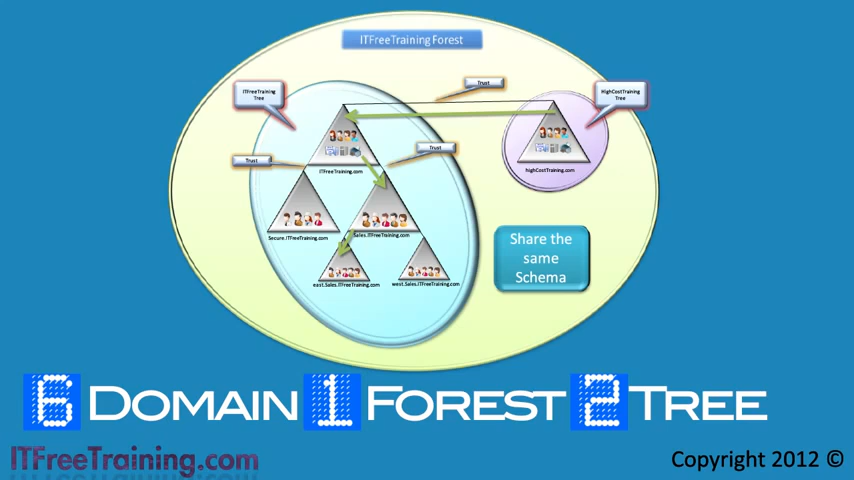 ITFreeTraining Forest
ITFreeTraining
Tree
Trust
HighCostTraining
Tree
Trust
Trust
ITFreeTraining.com
highCostTraining.com
Secure.ITFreeTraining.com
Sales.ITFreeTraining.com
east.Sales.ITFreeTraining.com
west.Sales.ITFreeTraining.com
Share the
same
Schema
6 DOMAIN 1 FOREST 2 TREE
ITFreeTraining.com
Copyright 2012 ©